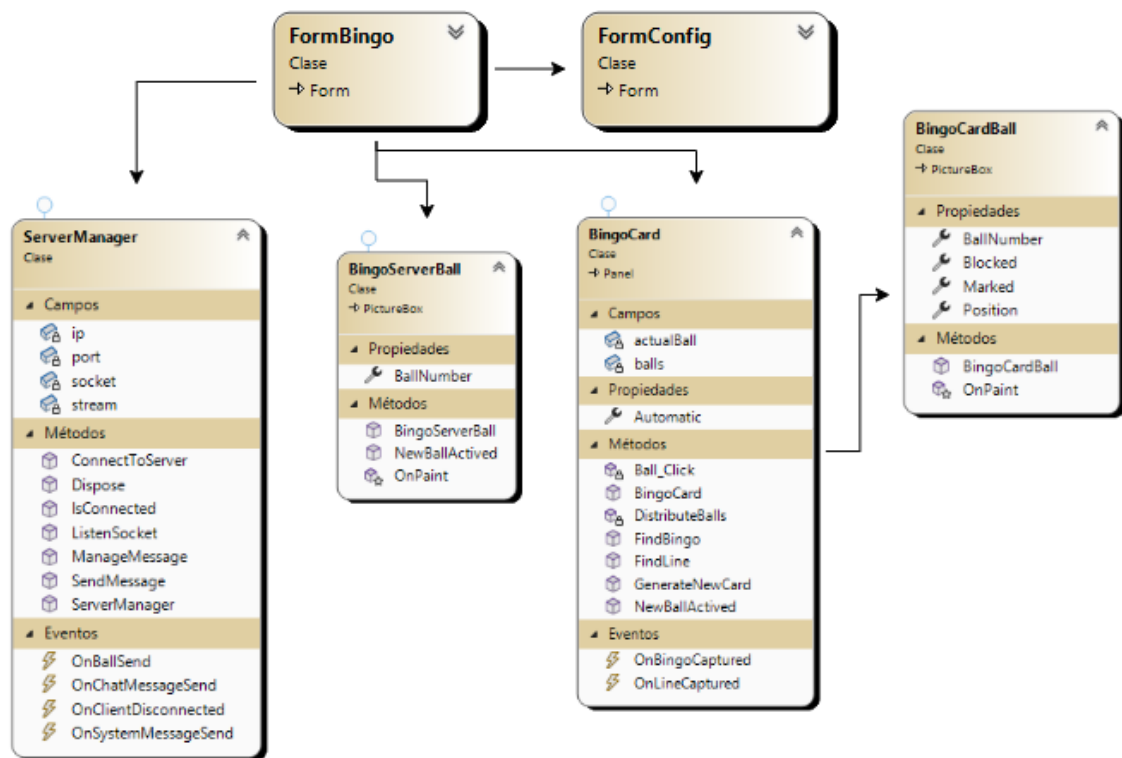 FormBingo
Clase
Form
FormConfig
Clase
Form
ServerManager
Clase
Campos
ip
port
socket
stream
Métodos
ConnectToServer
Dispose
IsConnected
ListenSocket
ManageMessage
SendMessage
ServerManager
Eventos
OnBallSend
OnChatMessageSend
OnClientDisconnected
OnSystemMessageSend
BingoServerBall
Clase
PictureBox
Propiedades
BallNumber
Métodos
BingoServerBall
NewBallActived
OnPaint
BingoCard
Clase
Panel
Campos
actualBall
balls
Propiedades
Automatic
Métodos
Ball_Click
BingoCard
DistributeBalls
FindBingo
FindLine
GenerateNewCard
NewBallActived
Eventos
OnBingoCaptured
OnLineCaptured
BingoCardBall
Clase
PictureBox
Propiedades
BallNumber
Blocked
Marked
Position
Métodos
BingoCardBall
OnPaint